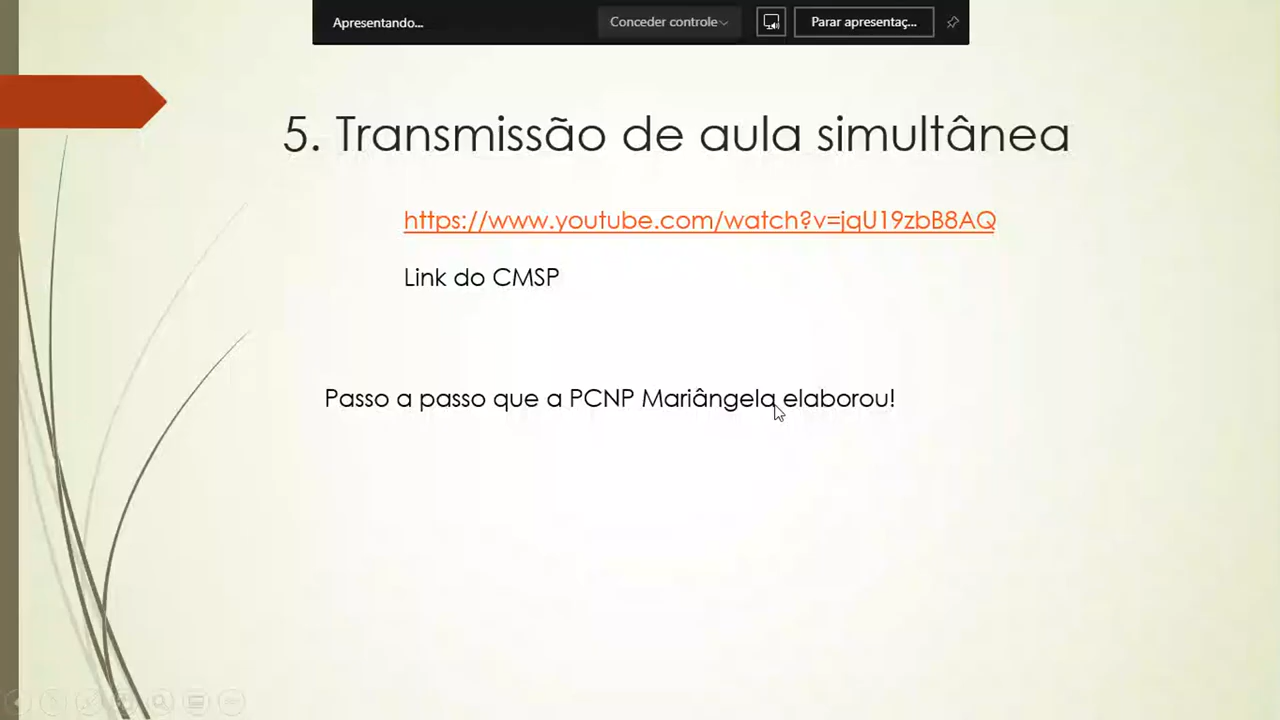 Apresentando...
Conceder controle
Parar apresentaç...
5. Transmissão de aula simultânea
https://www.youtube.com/watch?v=jqU19zbB8AQ
Link do CMSP
Passo a passo que a PCNP Mariângela elaborou!